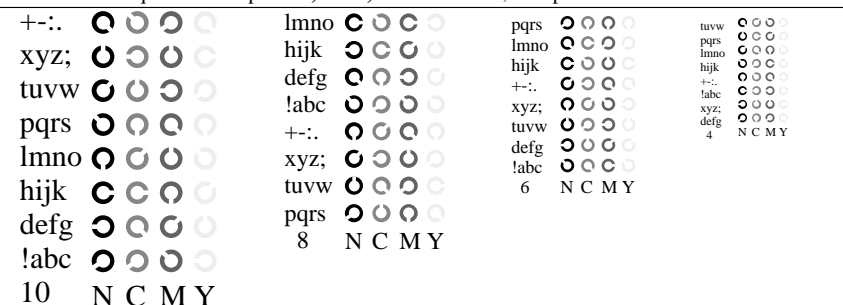 +-:.
xyz;
tuvw
pqrs
lmno
hijk
defg
!abc
10 N C M Y
lmno
hijk
defg
!abc
+-:.
xyz;
tuvw
pqrs
8 N C M Y
pqrs
lmno
hijk
+-:.
xyz;
tuvw
defg
!abc
6 N C M Y
tuvw
pqrs
lmno
hijk
+-:.
!abc
xyz;
defg
4 N C M Y